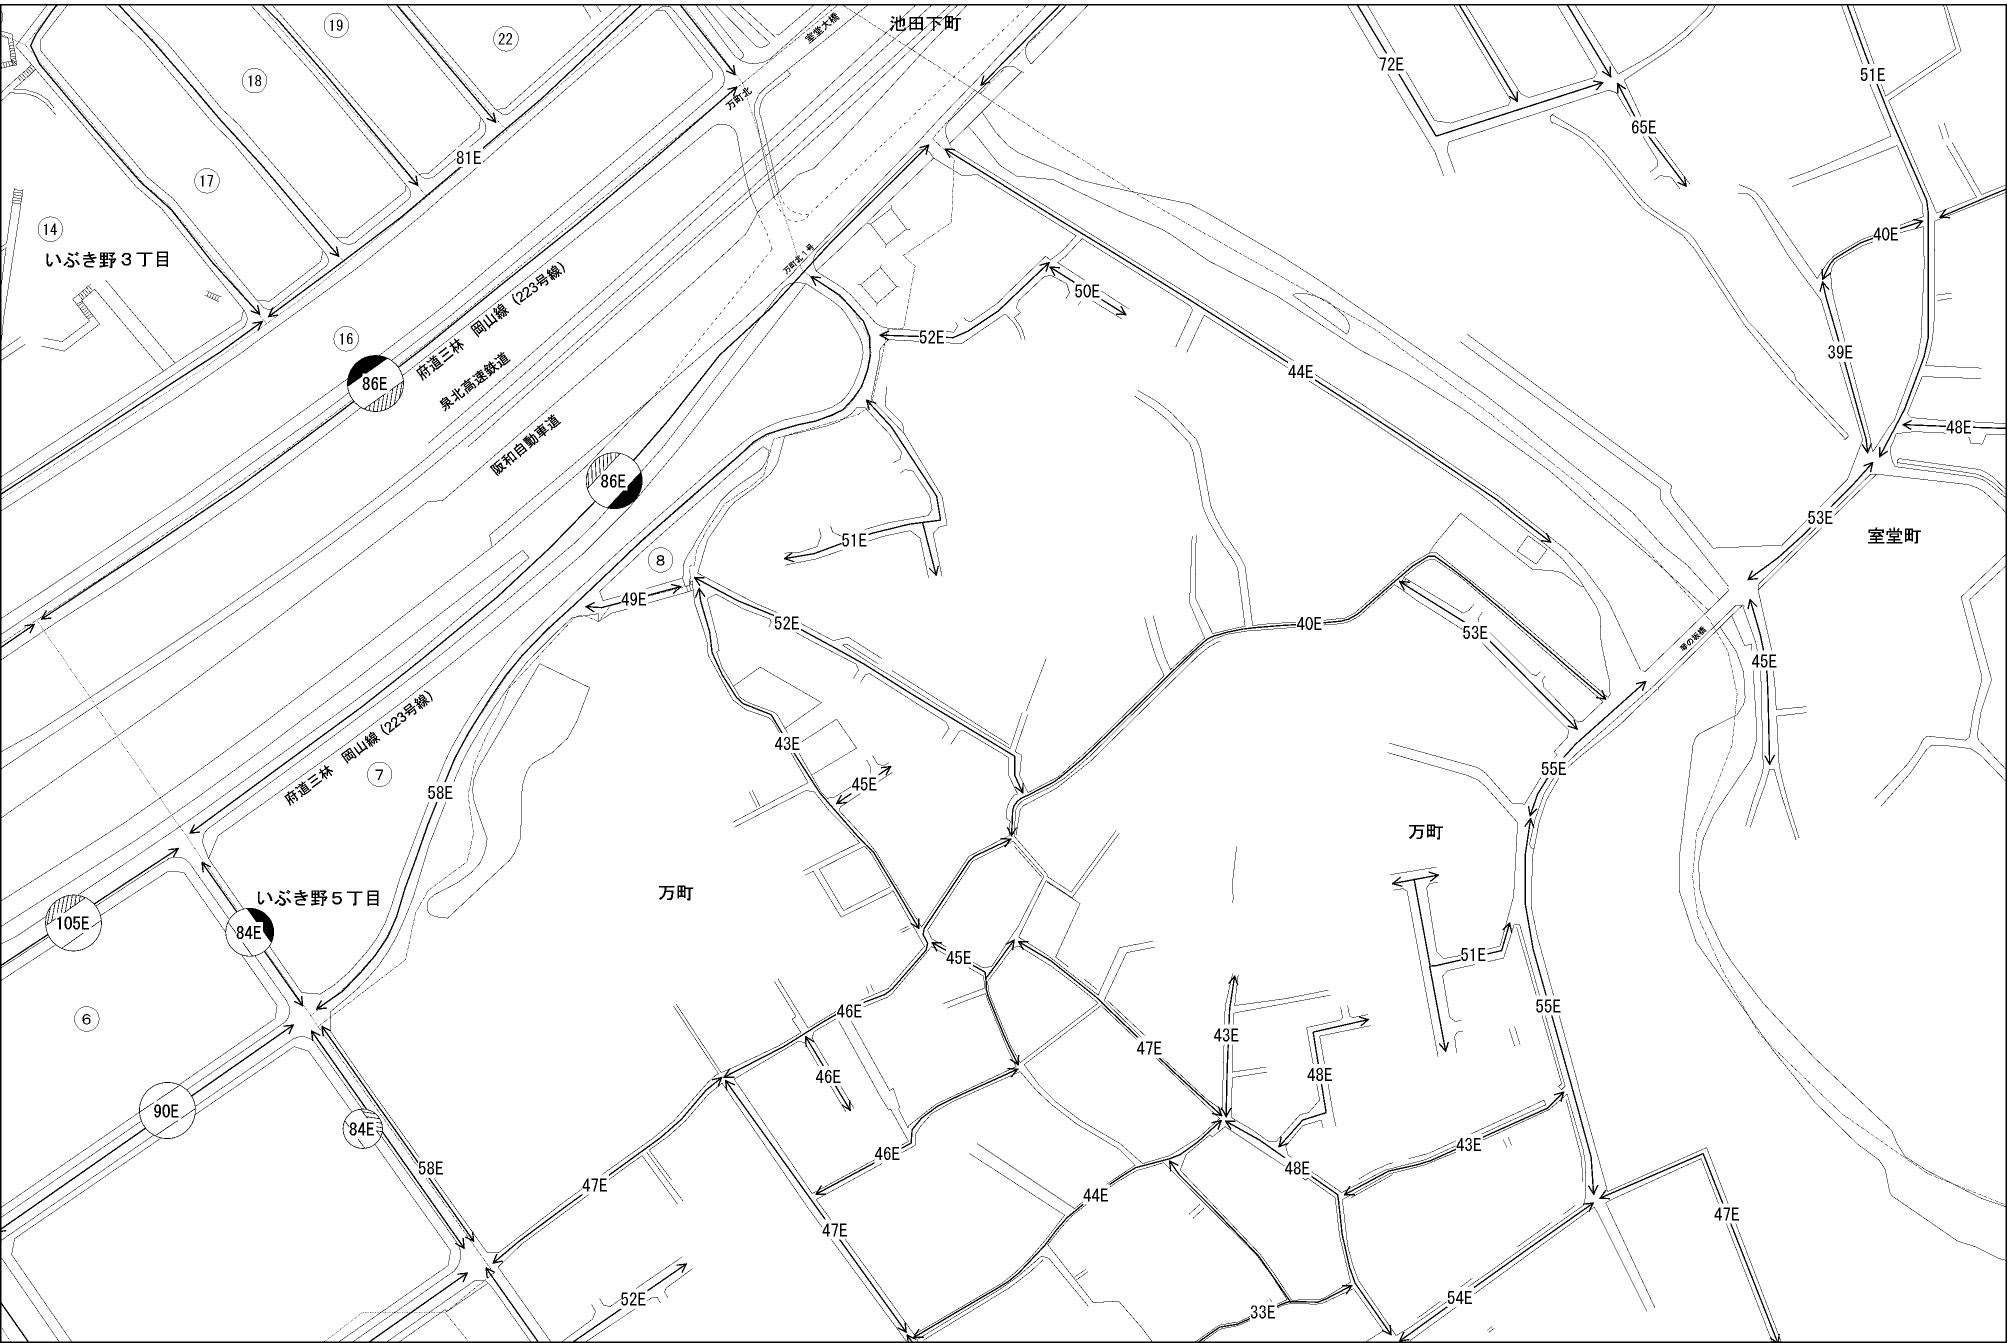 19
22
室堂大橋
池田下町
72E
51E
18
万町北
65E
81E
17
14
いぶき野3丁目
40E
万町北1号
府道三林 岡山線 (223号線)
50E
16
52E
39E
44E
86E
泉北高速鉄道
48E
阪和自動車道
86E
53E
室堂町
51E
8
49E
52E
40E
53E
45E
府道三林 岡山線 (223号線)
7
43E
45E
58E
55E
万町
いぶき野5丁目
万町
105E
84E
45E
51E
6
46E
55E
43E
47E
46E
48E
90E
84E
58E
46E
43E
48E
47E
44E
47E
47E
52E
33E
54E